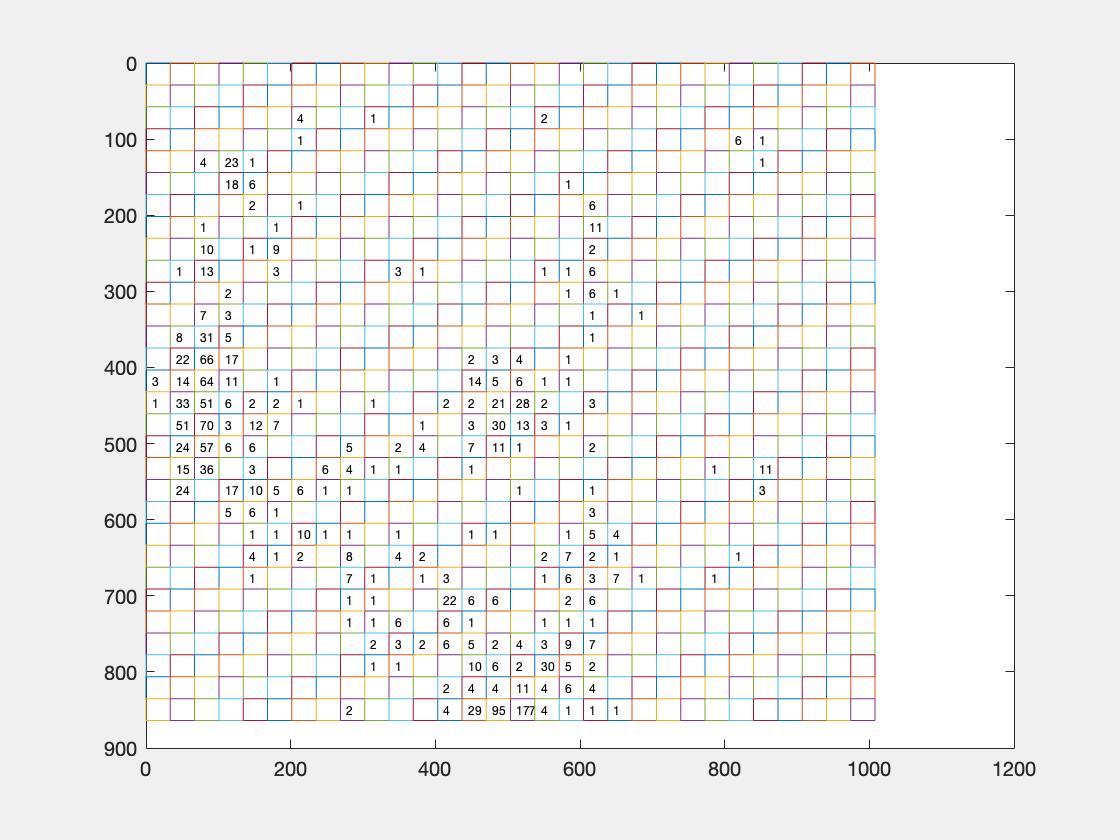 0
4 1 2
100
1 6 1
4 23 1 1
18 6 1
2 1 6
200
1 1 11
10 1 9 2
1 13 3 3 1 1 1 6
300
2 1 6 1
7 3 1 1
8 31 5 1
22 66 17 2 3 4 1
400
3 14 64 11 1 14 5 6 1 1
1 33 51 6 2 2 1 1 2 2 21 28 2 3
51 70 3 12 7 1 3 30 13 3 1
500
24 57 6 6 5 2 4 7 11 1 2
15 36 3 6 4 1 1 1 1 1 11
24 17 10 5 6 1 1 1 1 3
600
5 6 1 3
1 1 10 1 1 1 1 1 1 5 4
4 1 2 8 4 2 2 7 2 1 1
1 7 1 1 3 1 6 3 7 1 1
700
1 1 22 6 6 2 6
1 1 6 6 1 1 1 1
2 3 2 6 5 2 4 3 9 7
800
1 1 10 6 2 30 5 2
2 4 4 11 4 6 4
2 4 29 95 177 4 1 1 1
900
0 200 400 600 800 1000 1200